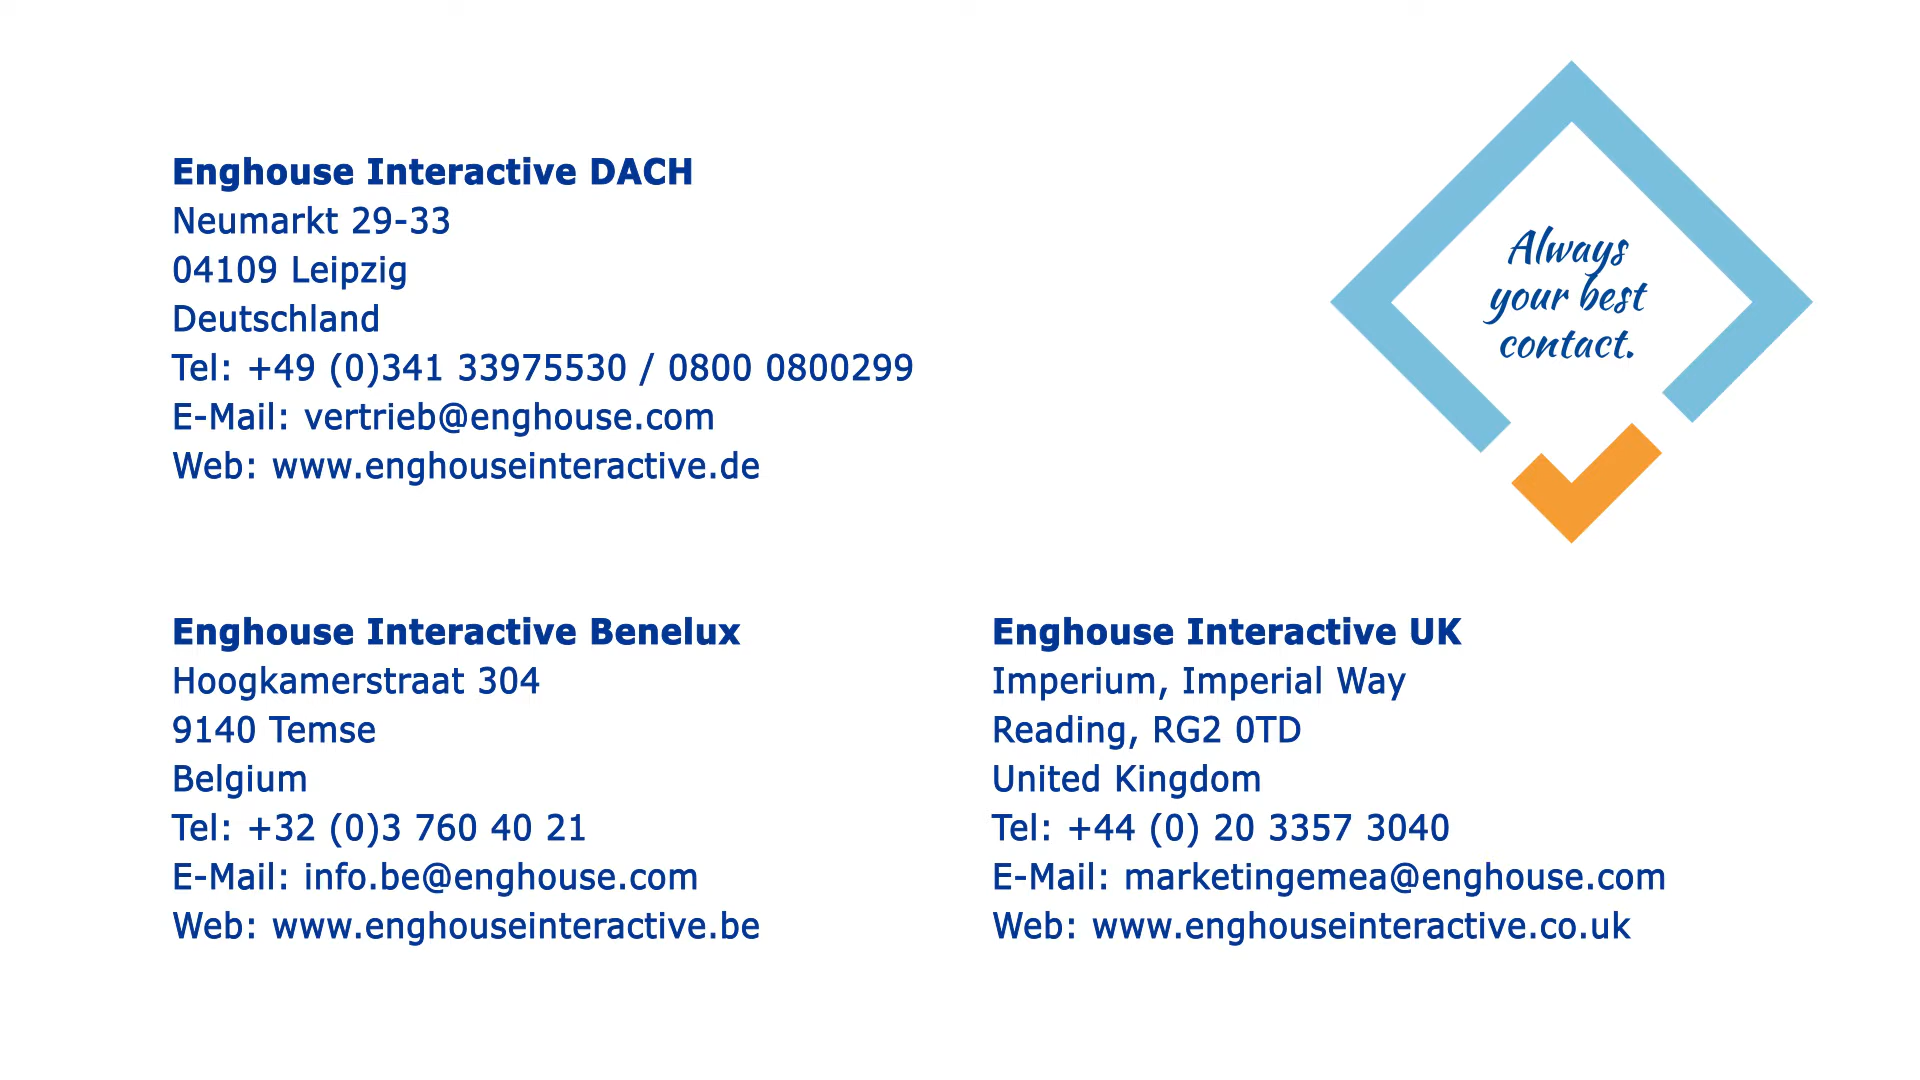 Enghouse Interactive DACH
Neumarkt 29-33
04109 Leipzig
Deutschland
Tel: +49 (0)341 33975530 / 0800 0800299
E-Mail: vertrieb@enghouse.com
Web: www.enghouseinteractive.de
Always
your best
contact.
Enghouse Interactive Benelux
Hoogkamerstraat 304
9140 Temse
Belgium
Tel: +32 (0)3 760 40 21
E-Mail: info.be@enghouse.com
Web: www.enghouseinteractive.be
Enghouse Interactive UK
Imperium, Imperial Way
Reading, RG2 0TD
United Kingdom
Tel: +44 (0) 20 3357 3040
E-Mail: marketingemea@enghouse.com
Web: www.enghouseinteractive.co.uk